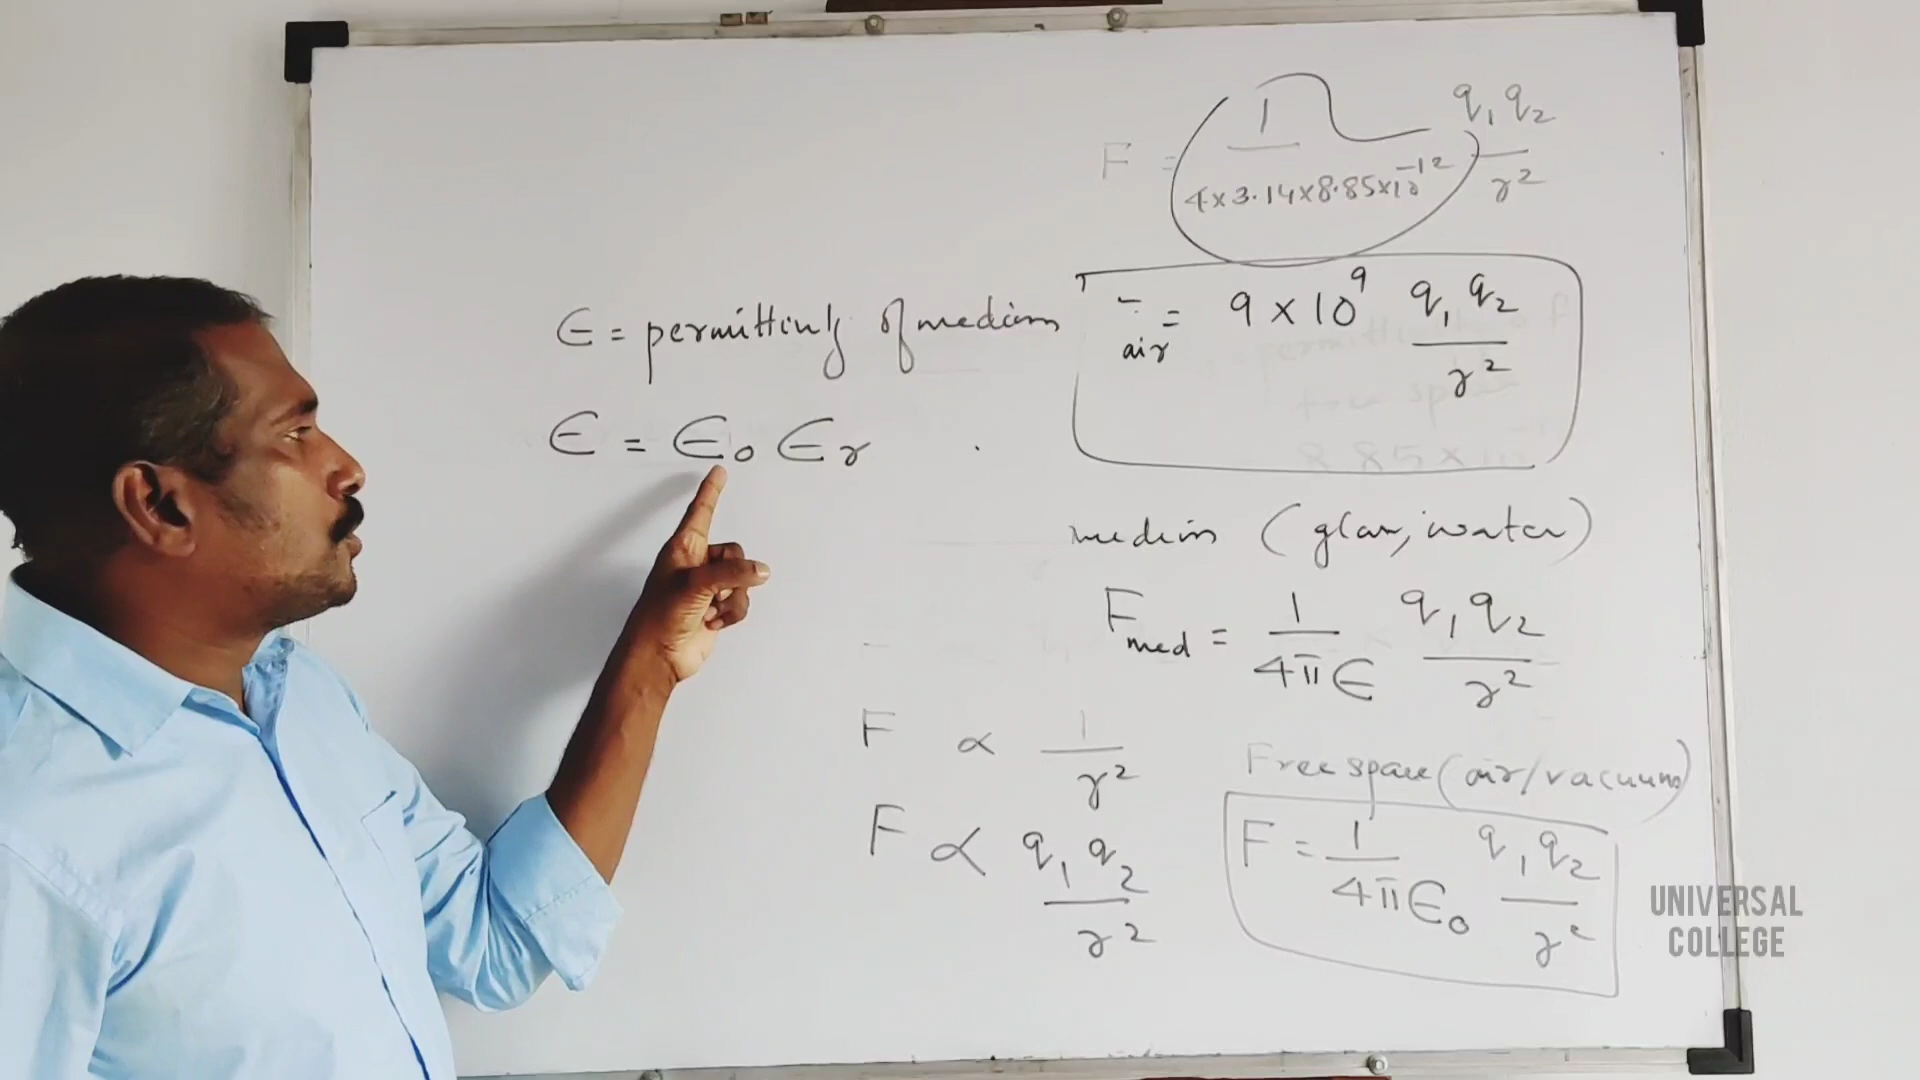 F = 1/4×3.14×8.85×10⁻¹² q₁q₂/r²
∈ = permittivity of medium
F air = 9×10⁹ q₁q₂/r²
∈ = ∈₀ ∈r
medium (glass, water)
Fmed = 1/4π∈ q₁q₂/r²
F ∝ 1/r²
Free space (air/vacuum)
F ∝ q₁q₂/r²
F = 1/4π∈₀ q₁q₂/r²
UNIVERSAL
COLLEGE